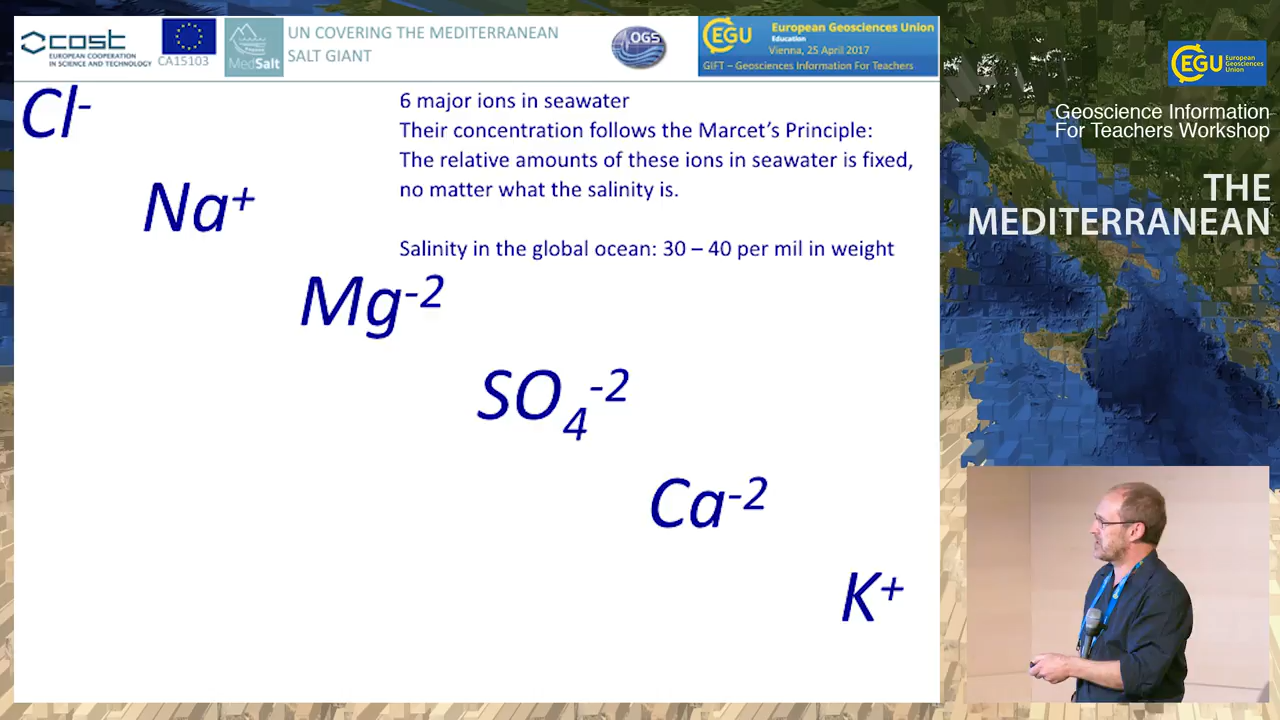 cost
EUROPEAN COOPERATION
IN SCIENCE AND TECHNOLOGY
CA15103
MedSalt
UN COVERING THE MEDITERRANEAN
SALT GIANT
OGS
EGU
European Geosciences Union
Education
Vienna, 25 April 2017
GIFT – Geosciences Information For Teachers
EGU European
Geosciences
Union
Geoscience Information
For Teachers Workshop
THE
MEDITERRANEAN
6 major ions in seawater
Their concentration follows the Marcet's Principle:
The relative amounts of these ions in seawater is fixed,
no matter what the salinity is.
Salinity in the global ocean: 30 – 40 per mil in weight
Cl-
Na+
Mg-2
SO4-2
Ca-2
K+